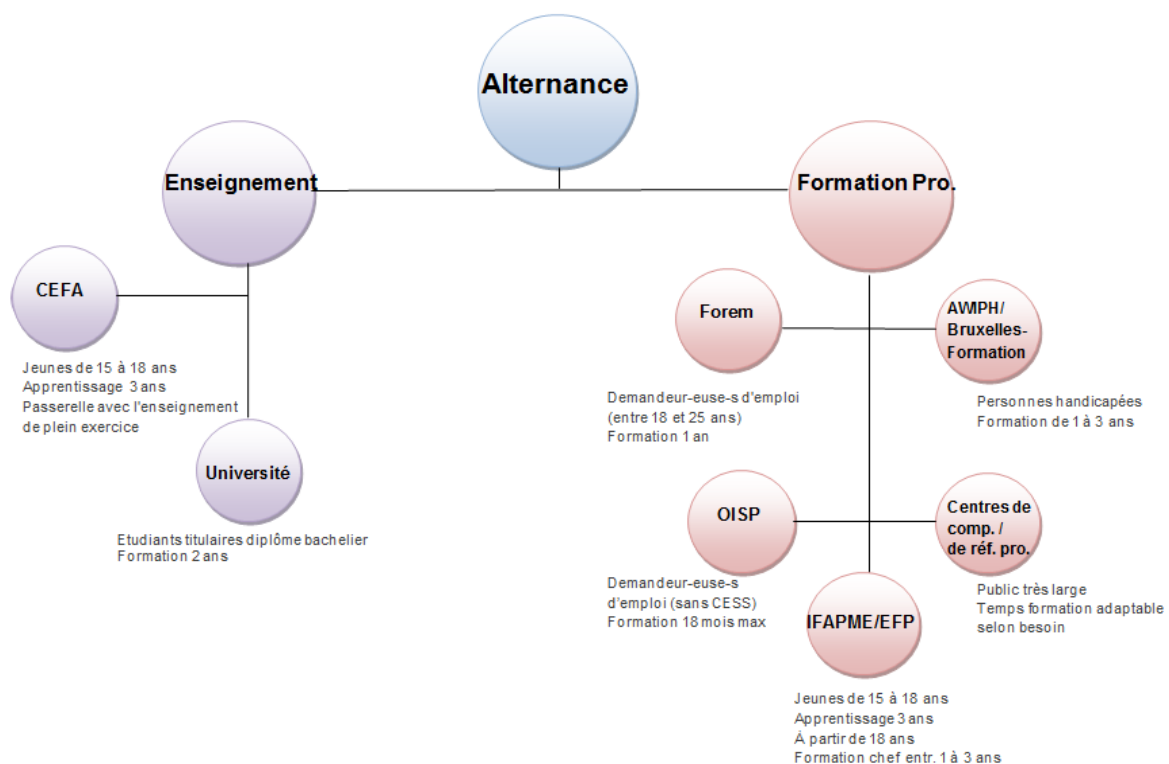 Alternance
Enseignement
Formation Pro.
CEFA
Jeunes de 15 à 18 ans
Apprentissage 3 ans
Passerelle avec l'enseignement
de plein exercice
Université
Etudiants titulaires diplôme bachelier
Formation 2 ans
Forem
Demandeur-euse-s d'emploi
(entre 18 et 25 ans)
Formation 1 an
AWIPH/
Bruxelles-
Formation
Personnes handicapées
Formation de 1 à 3 ans
OISP
Demandeur-euse-s
d'emploi (sans CESS)
Formation 18 mois max
Centres de
comp. /
de réf. pro.
Public très large
Temps formation adaptable
selon besoin
IFAPME/EFP
Jeunes de 15 à 18 ans
Apprentissage 3 ans
À partir de 18 ans
Formation chef entr. 1 à 3 ans